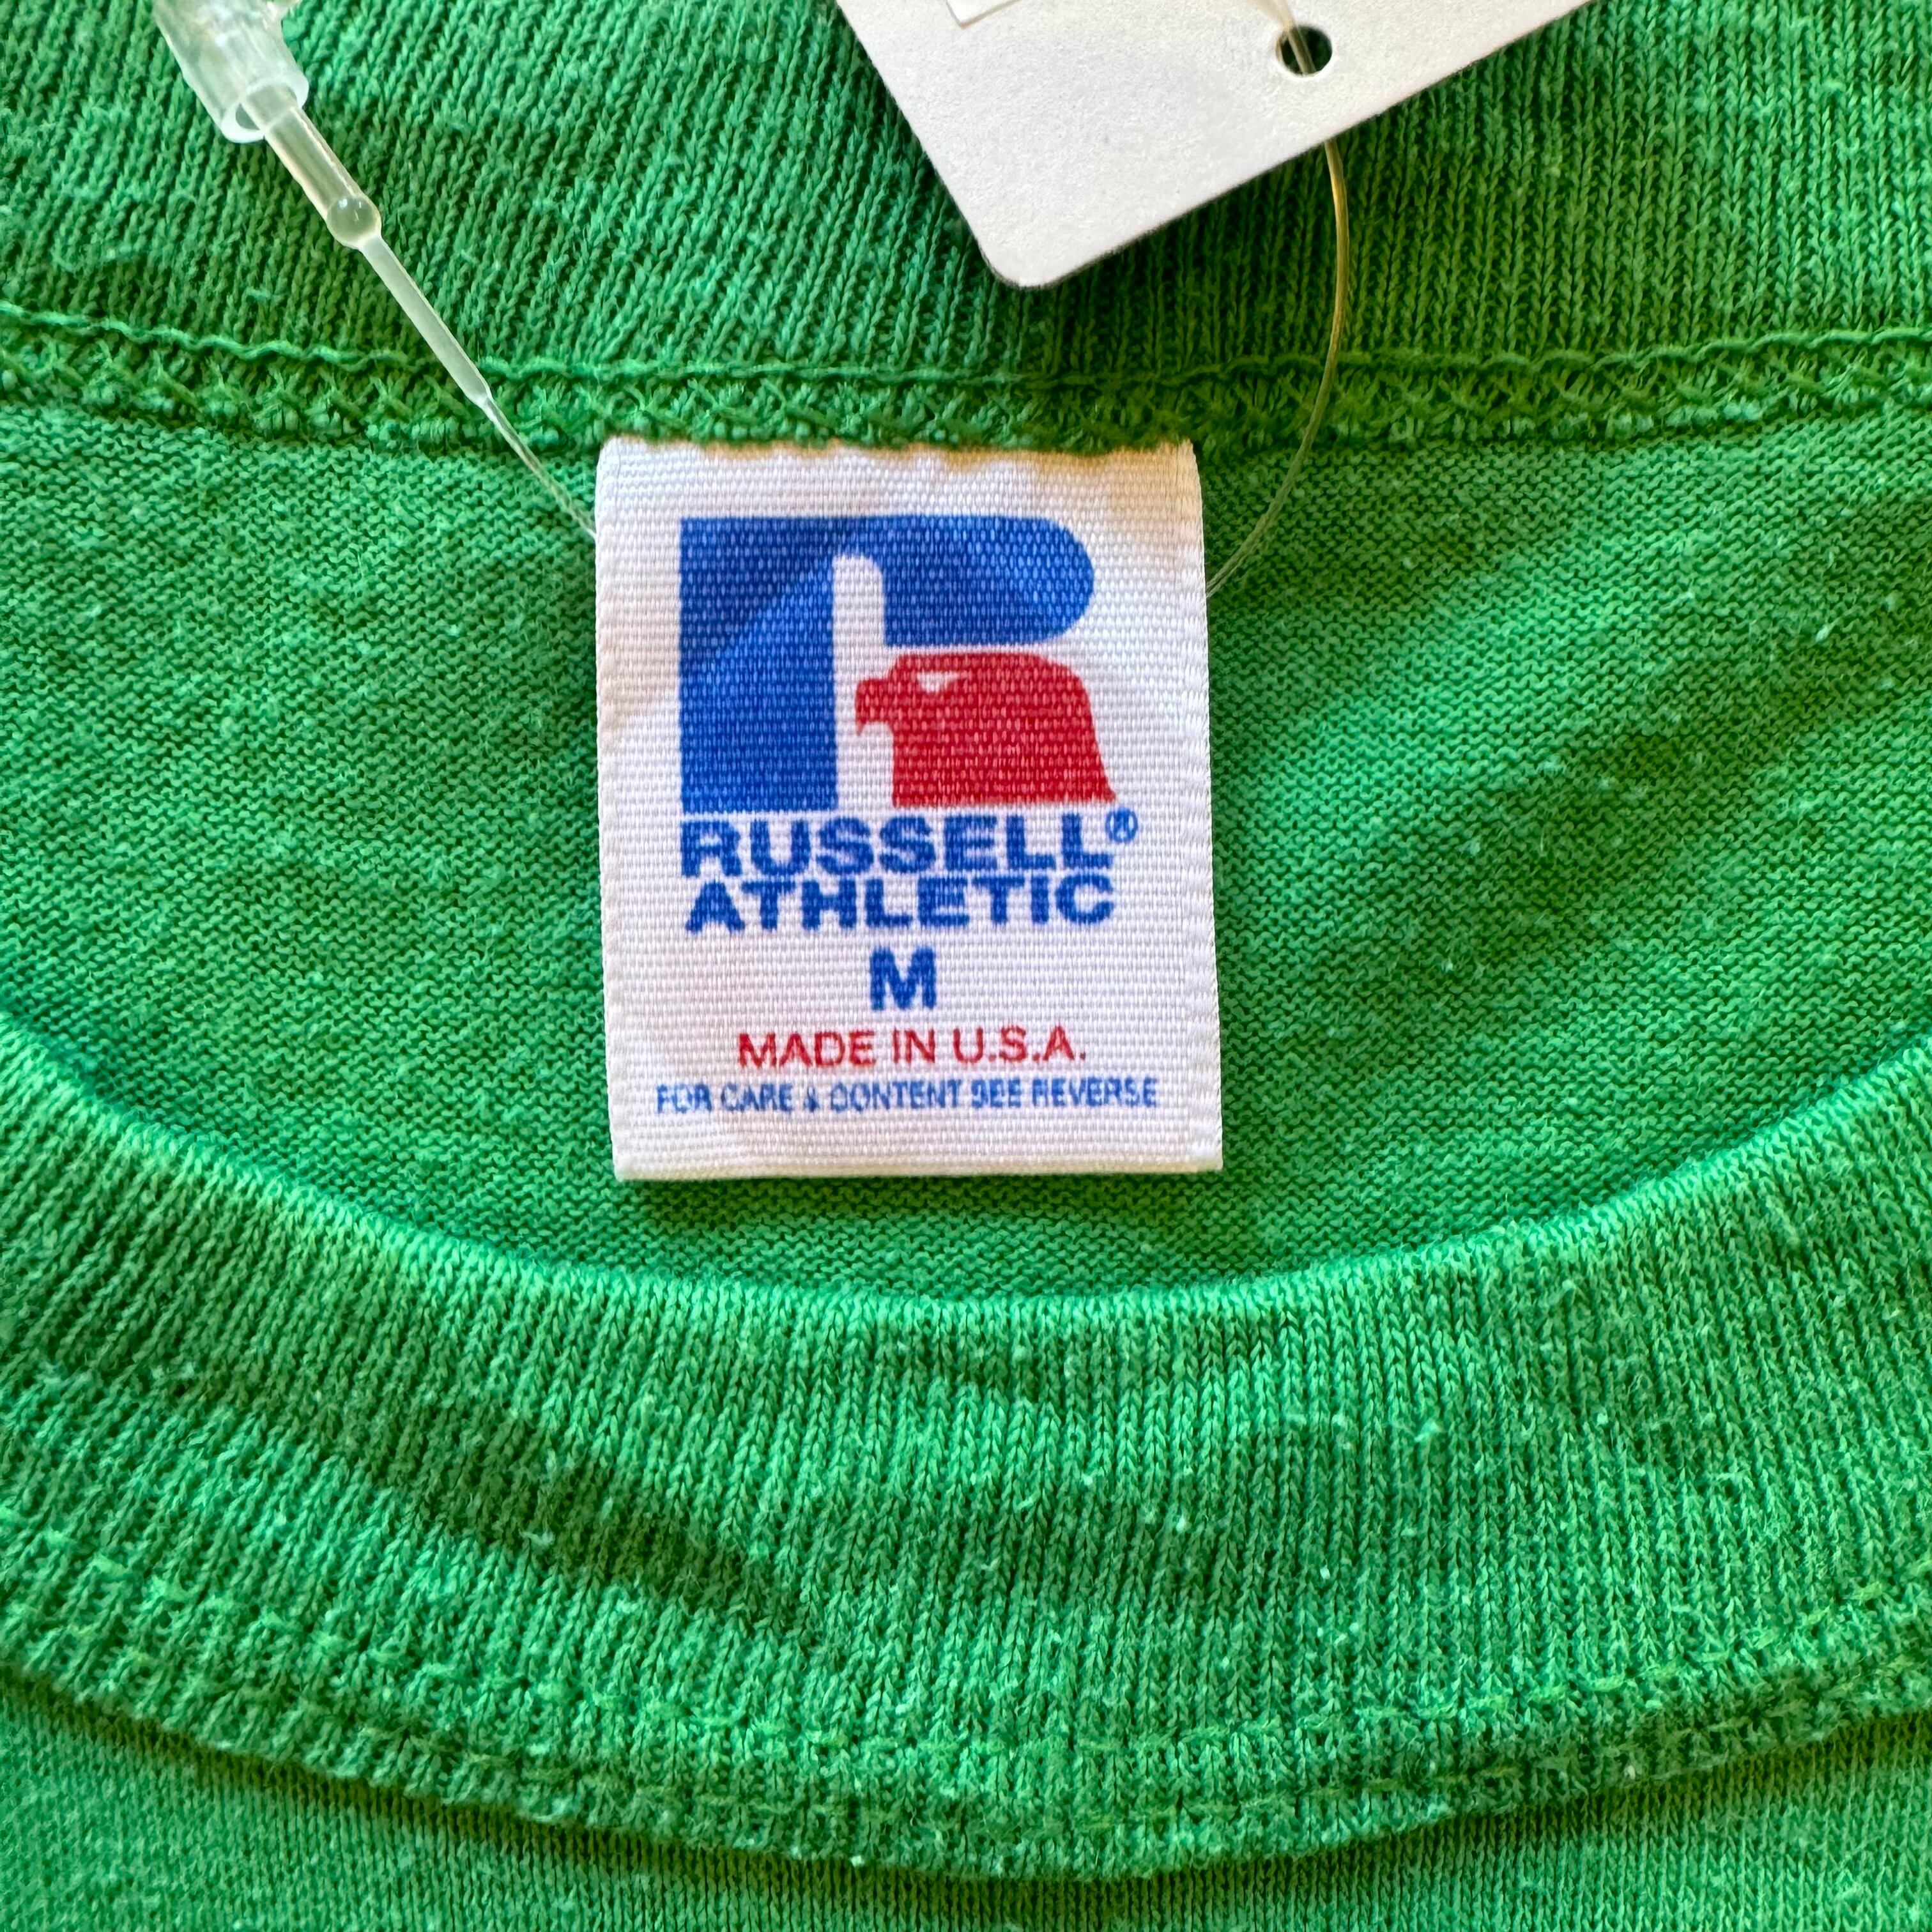 RUSSELL®
ATHLETIC
M
MADE IN U.S.A.
FOR CARE & CONTENT SEE REVERSE